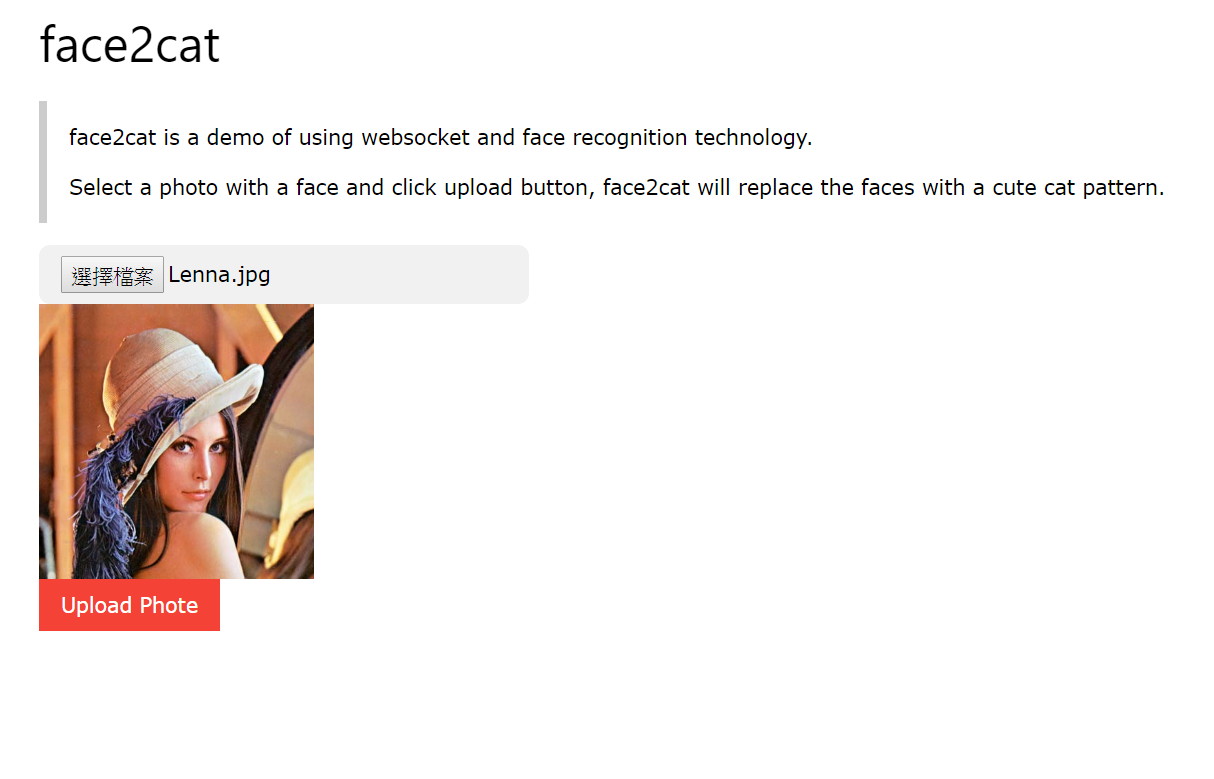 face2cat
face2cat is a demo of using websocket and face recognition technology.
Select a photo with a face and click upload button, face2cat will replace the faces with a cute cat pattern.
選擇檔案 Lenna.jpg
Upload Phote